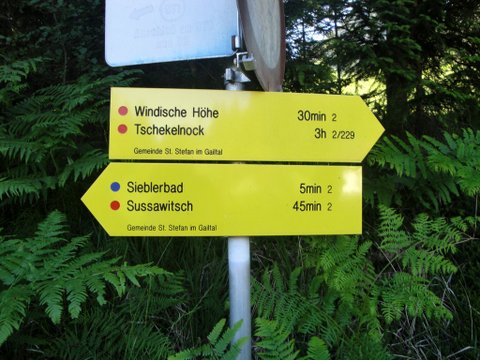 Windische Höhe 30min 2
Tschekelnock 3h 2/229
Gemeinde St. Stefan im Gailtal
Sieblerbad 5min 2
Sussawitsch 45min 2
Gemeinde St. Stefan im Gailtal